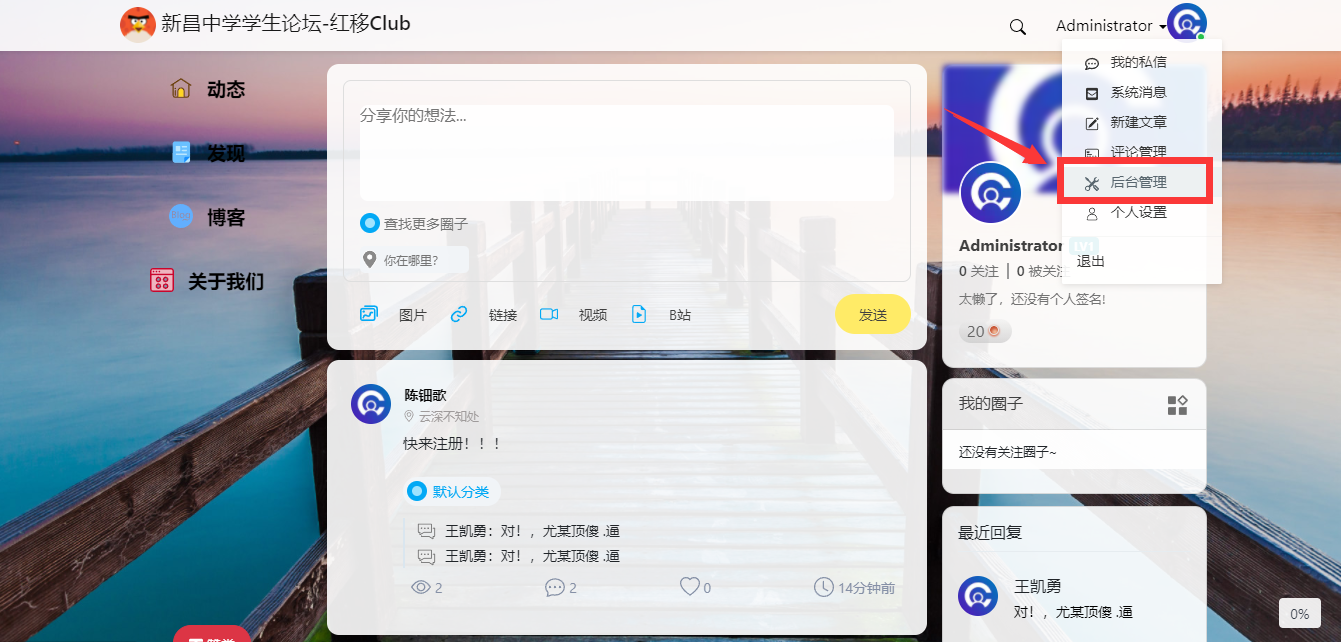 新昌中学学生论坛-红移Club
Administrator
我的私信
系统消息
新建文章
评论管理
后台管理
个人设置
退出
动态
发现
博客
关于我们
分享你的想法...
查找更多圈子
你在哪里?
图片
链接
视频
B站
发送
陈钿歌
云深不知处
快来注册！！！
默认分类
王凯勇：对！，尤某顶傻 .逼
王凯勇：对！，尤某顶傻 .逼
2
2
0
14分钟前
Administrator LV1
0 关注 | 0 被关注
太懒了，还没有个人签名!
20
我的圈子
还没有关注圈子~
最近回复
王凯勇
对！，尤某顶傻 .逼
0%